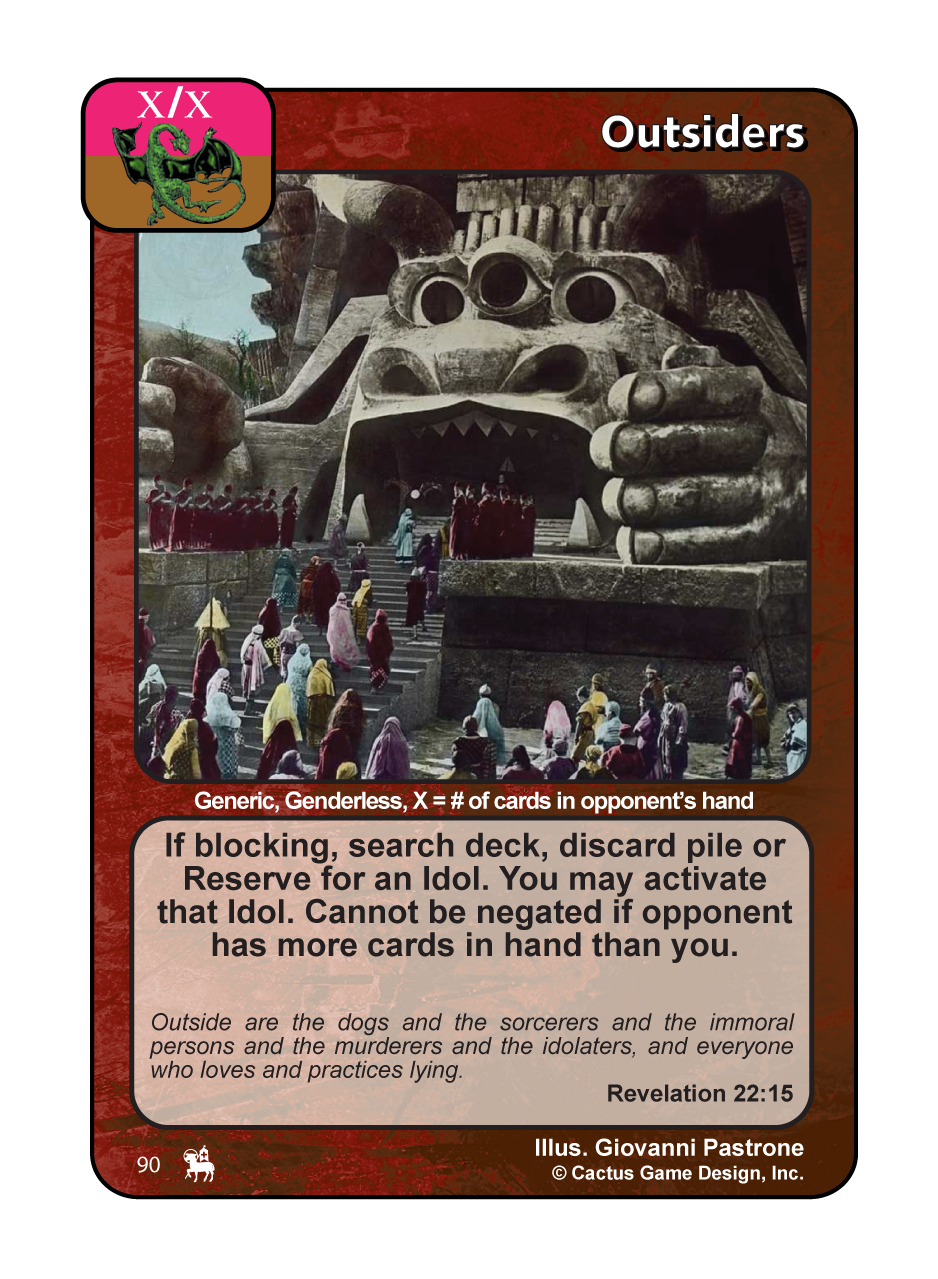 X/X
Outsiders
Generic, Genderless, X = # of cards in opponent's hand
If blocking, search deck, discard pile or
Reserve for an Idol. You may activate
that Idol. Cannot be negated if opponent
has more cards in hand than you.
Outside are the dogs and the sorcerers and the immoral
persons and the murderers and the idolaters, and everyone
who loves and practices lying.
Revelation 22:15
Illus. Giovanni Pastrone
90
© Cactus Game Design, Inc.